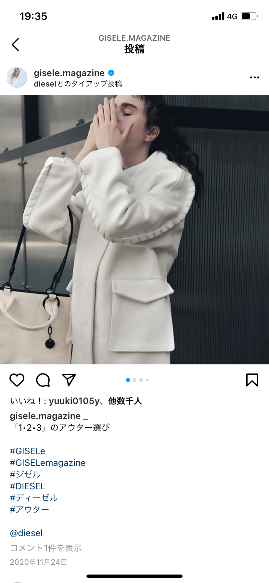 19:35
4G
GISELE.MAGAZINE
投稿
gisele.magazine
dieselとのタイアップ投稿
いいね！: yuuki0105y、他数千人
gisele.magazine _
「1•2•3」のアウター選び
#GISELe
#GISELemagazine
#ジゼル
#DIESEL
#ディーゼル
#アウター
@diesel
コメント1件を表示
2020年11月24日